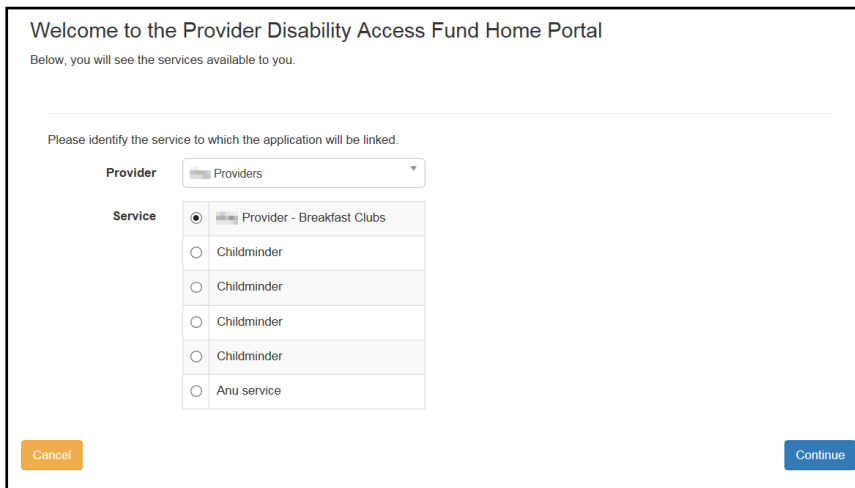 Welcome to the Provider Disability Access Fund Home Portal
Below, you will see the services available to you.
Please identify the service to which the application will be linked.
Provider
Providers
Service
Provider - Breakfast Clubs
Childminder
Childminder
Childminder
Childminder
Anu service
Cancel
Continue